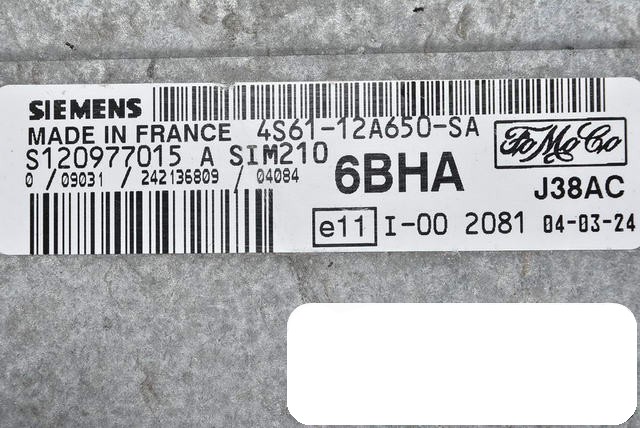 SIEMENS
MADE IN FRANCE 4S61-12A650-SA
S120977015 A SIM210
FoMoCo
0 / 09031 / 242136809 / 04084
6BHA
J38AC
e11 I-00 2081 04-03-24